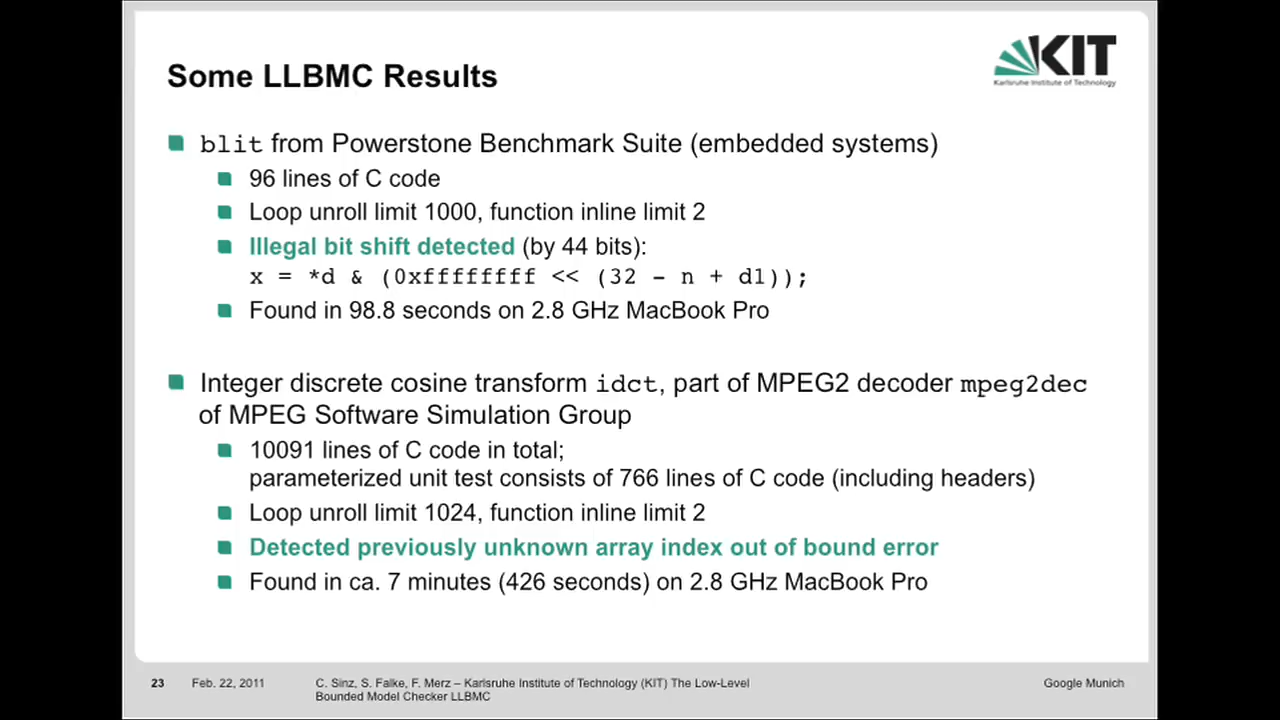 Some LLBMC Results
KIT
Karlsruhe Institute of Technology
blit from Powerstone Benchmark Suite (embedded systems)
96 lines of C code
Loop unroll limit 1000, function inline limit 2
Illegal bit shift detected (by 44 bits):
x = *d & (0xffffffff << (32 - n + d1));
Found in 98.8 seconds on 2.8 GHz MacBook Pro
Integer discrete cosine transform idct, part of MPEG2 decoder mpeg2dec
of MPEG Software Simulation Group
10091 lines of C code in total;
parameterized unit test consists of 766 lines of C code (including headers)
Loop unroll limit 1024, function inline limit 2
Detected previously unknown array index out of bound error
Found in ca. 7 minutes (426 seconds) on 2.8 GHz MacBook Pro
23 Feb. 22, 2011 C. Sinz, S. Falke, F. Merz – Karlsruhe Institute of Technology (KIT) The Low-Level Google Munich
Bounded Model Checker LLBMC